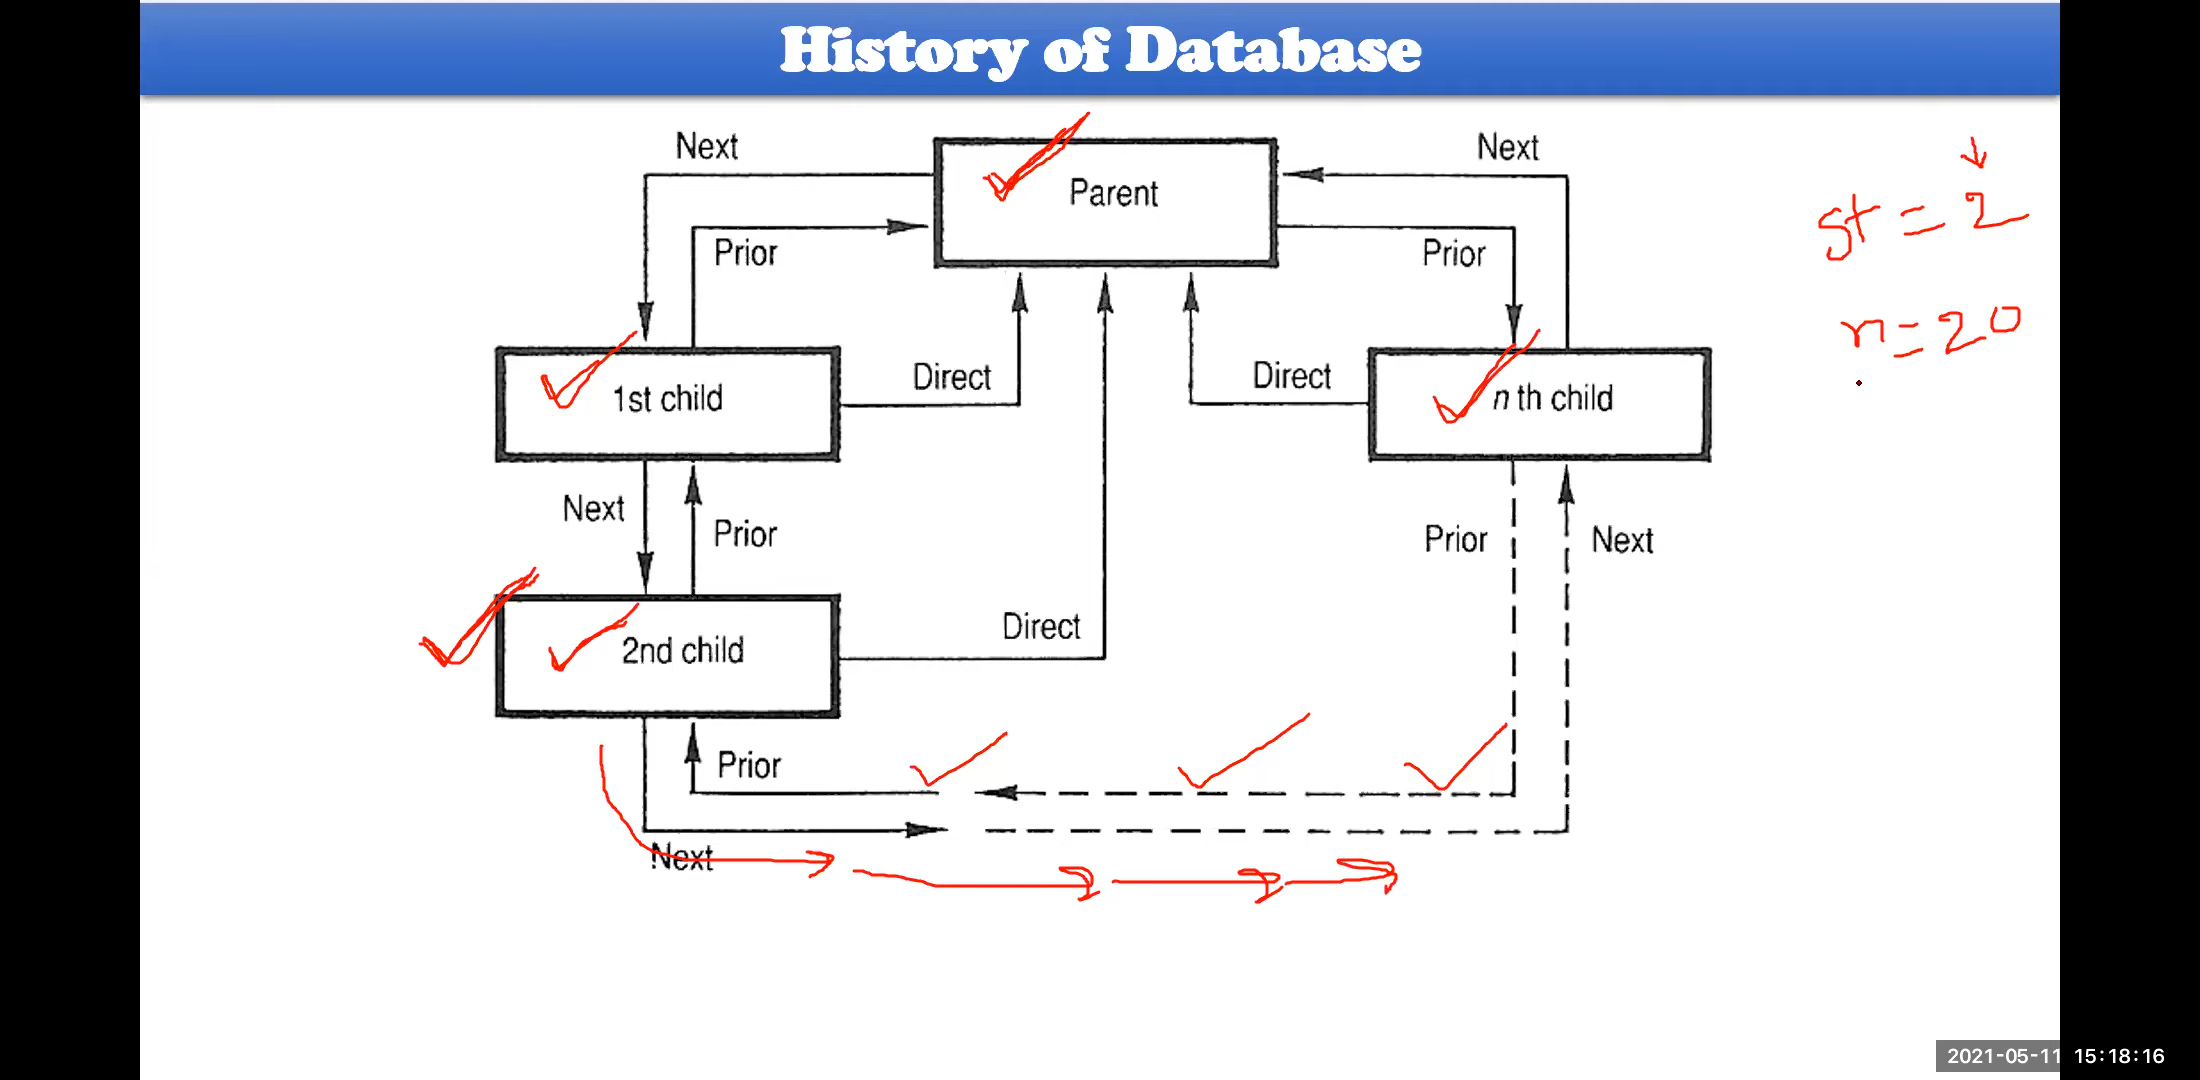 History of Database
Next
Next
Parent
Prior
Prior
st = 2
n = 20
1st child
Direct
Direct
n th child
Next
Prior
Prior
Next
2nd child
Direct
Prior
Next
2021-05-11 15:18:16